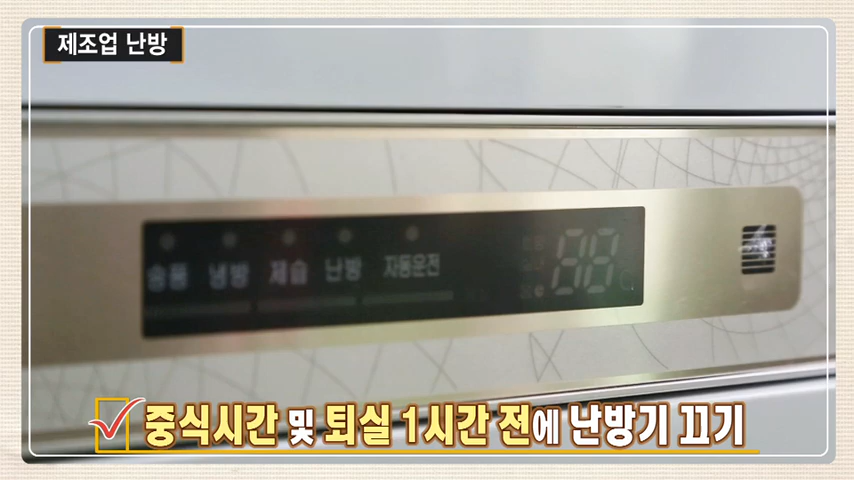 제조업 난방
송풍 냉방 제습 난방 자동운전
88
중식시간 및 퇴실 1시간 전에 난방기 끄기